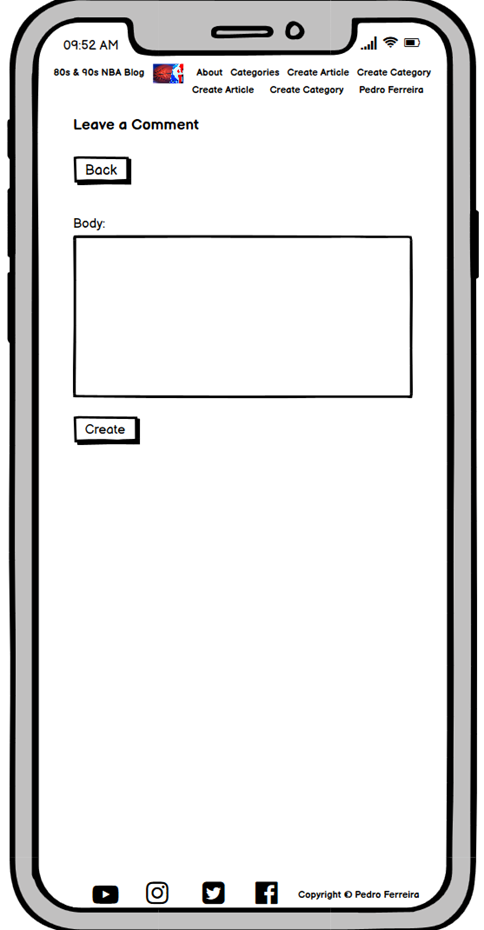 09:52 AM
80s & 90s NBA Blog About Categories Create Article Create Category
Create Article Create Category Pedro Ferreira
Leave a Comment
Back
Body:
Create
Copyright © Pedro Ferreira